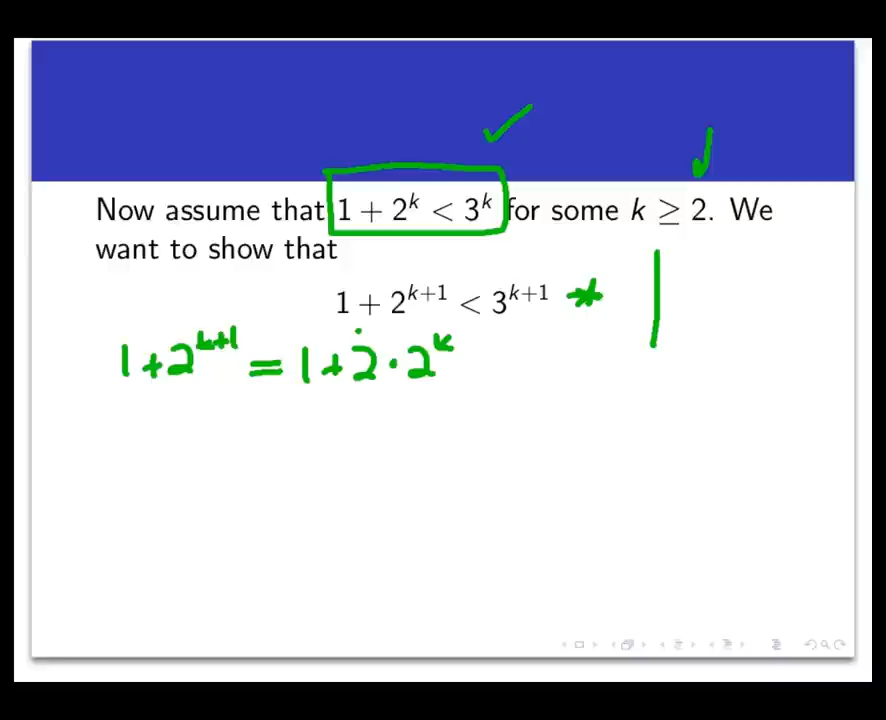 Now assume that 1 + 2^k < 3^k for some k ≥ 2. We
want to show that
1 + 2^{k+1} < 3^{k+1} *
1+2^{k+1} = 1+2·2^k